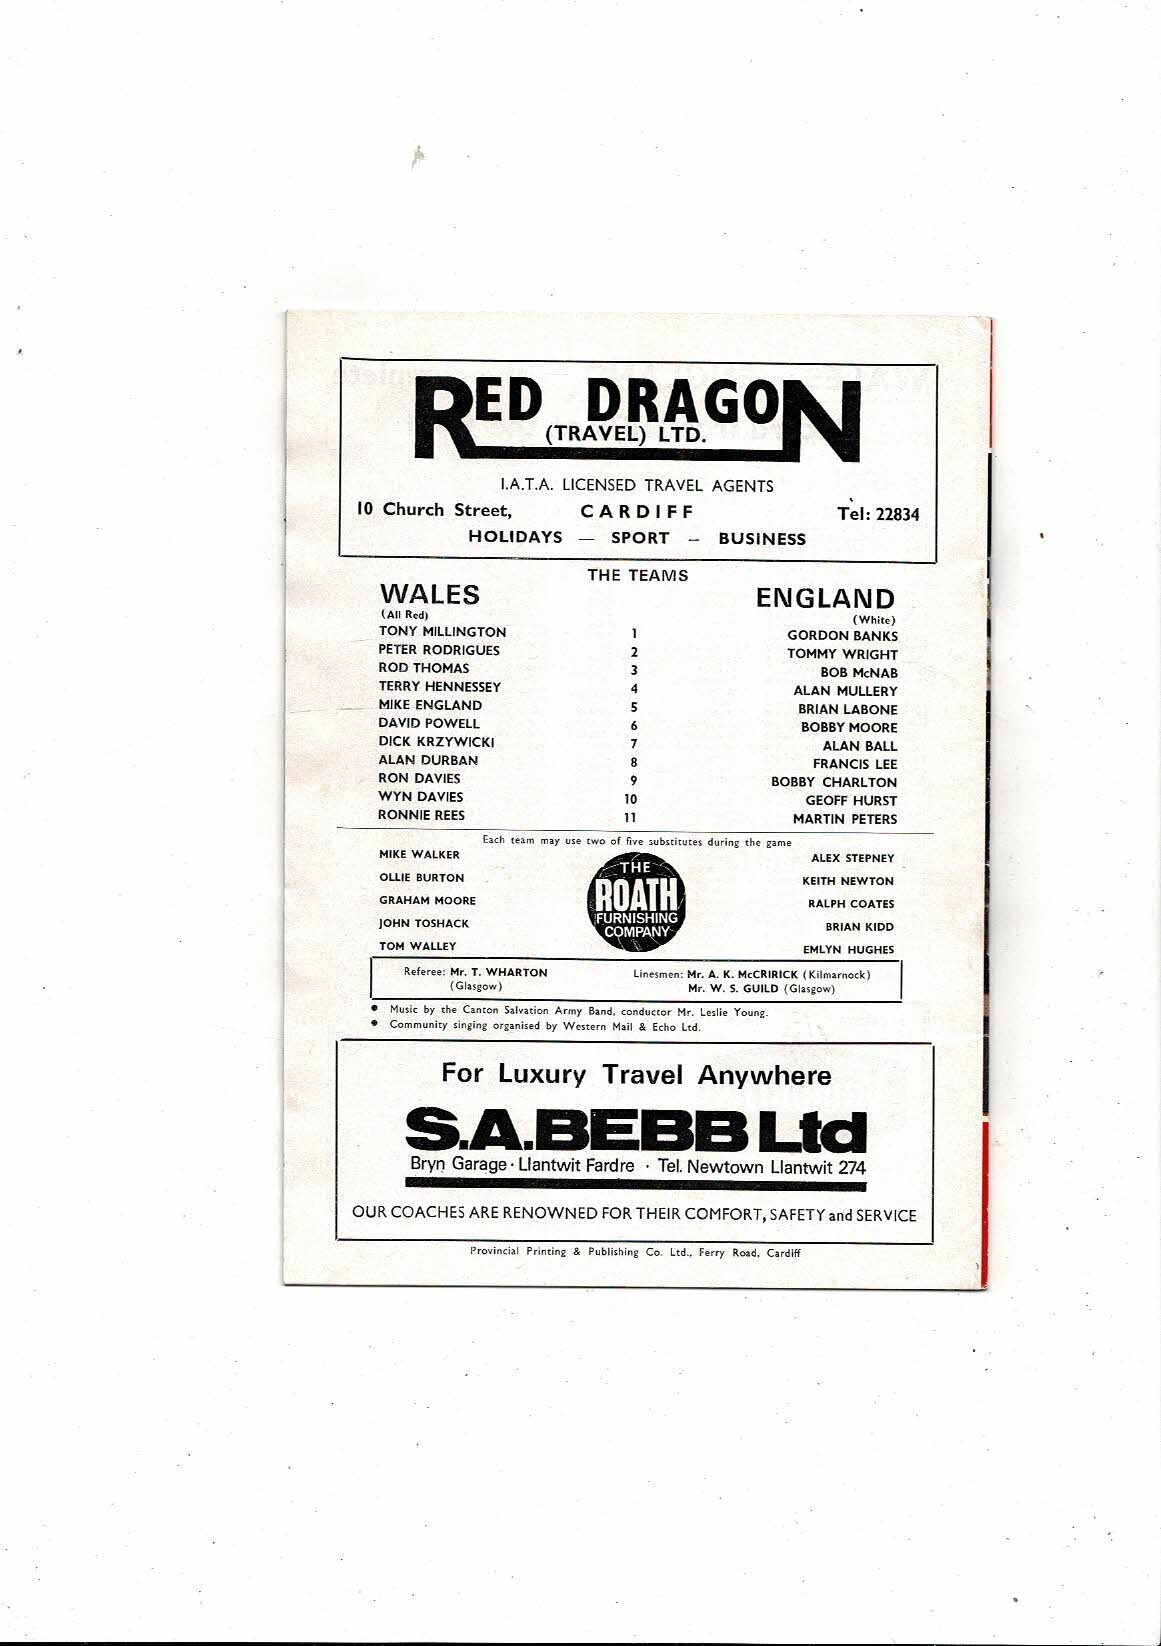 RED DRAGON
(TRAVEL) LTD.
I.A.T.A. LICENSED TRAVEL AGENTS
10 Church Street, CARDIFF Tel: 22834
HOLIDAYS — SPORT — BUSINESS
THE TEAMS
WALES ENGLAND
(All Red) (White)
TONY MILLINGTON 1 GORDON BANKS
PETER RODRIGUES 2 TOMMY WRIGHT
ROD THOMAS 3 BOB McNAB
TERRY HENNESSEY 4 ALAN MULLERY
MIKE ENGLAND 5 BRIAN LABONE
DAVID POWELL 6 BOBBY MOORE
DICK KRZYWICKI 7 ALAN BALL
ALAN DURBAN 8 FRANCIS LEE
RON DAVIES 9 BOBBY CHARLTON
WYN DAVIES 10 GEOFF HURST
RONNIE REES 11 MARTIN PETERS
Each team may use two of five substitutes during the game
MIKE WALKER ALEX STEPNEY
OLLIE BURTON KEITH NEWTON
GRAHAM MOORE RALPH COATES
JOHN TOSHACK BRIAN KIDD
TOM WALLEY EMLYN HUGHES
THE
ROATH
FURNISHING
COMPANY
Referee: Mr. T. WHARTON Linesmen: Mr. A. K. McCRIRICK (Kilmarnock)
(Glasgow) Mr. W. S. GUILD (Glasgow)
• Music by the Canton Salvation Army Band, conductor Mr. Leslie Young.
• Community singing organised by Western Mail & Echo Ltd.
For Luxury Travel Anywhere
S.A.BEBB Ltd
Bryn Garage · Llantwit Fardre · Tel. Newtown Llantwit 274
OUR COACHES ARE RENOWNED FOR THEIR COMFORT, SAFETY and SERVICE
Provincial Printing & Publishing Co. Ltd., Ferry Road, Cardiff